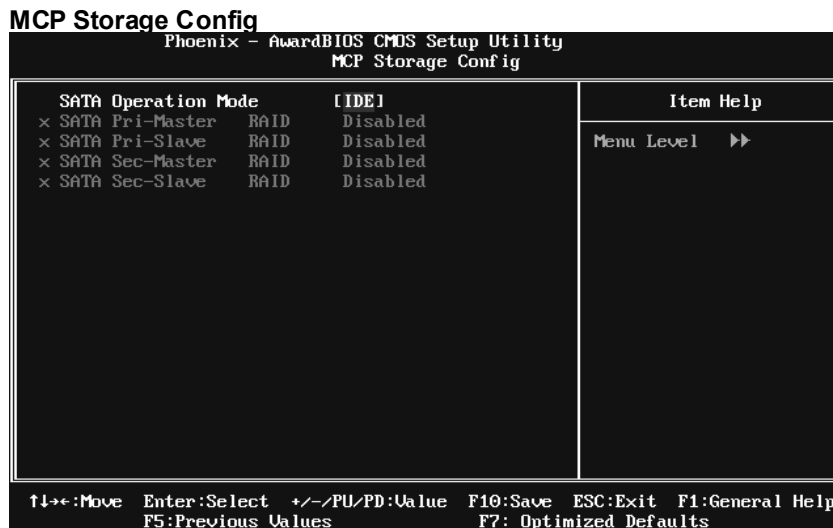 MCP Storage Config
Phoenix - AwardBIOS CMOS Setup Utility
MCP Storage Config
SATA Operation Mode [IDE]
x SATA Pri-Master RAID Disabled
x SATA Pri-Slave RAID Disabled
x SATA Sec-Master RAID Disabled
x SATA Sec-Slave RAID Disabled
Item Help
Menu Level ▶▶
↑↓→←:Move Enter:Select +/-/PU/PD:Value F10:Save ESC:Exit F1:General Help
F5:Previous Values F7: Optimized Defaults